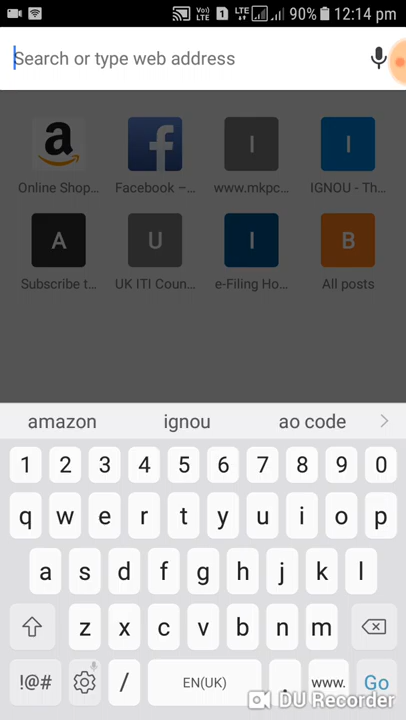 LTE 1 LTE 90% 12:14 pm
Search or type web address
a
f
I
I
Online Shop...
Facebook –...
www.mkpc...
IGNOU - Th...
A
U
I
B
Subscribe t...
UK ITI Coun...
e-Filing Ho...
All posts
amazon ignou ao code
1 2 3 4 5 6 7 8 9 0
q w e r t y u i o p
a s d f g h j k l
z x c v b n m
!@# / EN(UK) . www. Go
DU Recorder